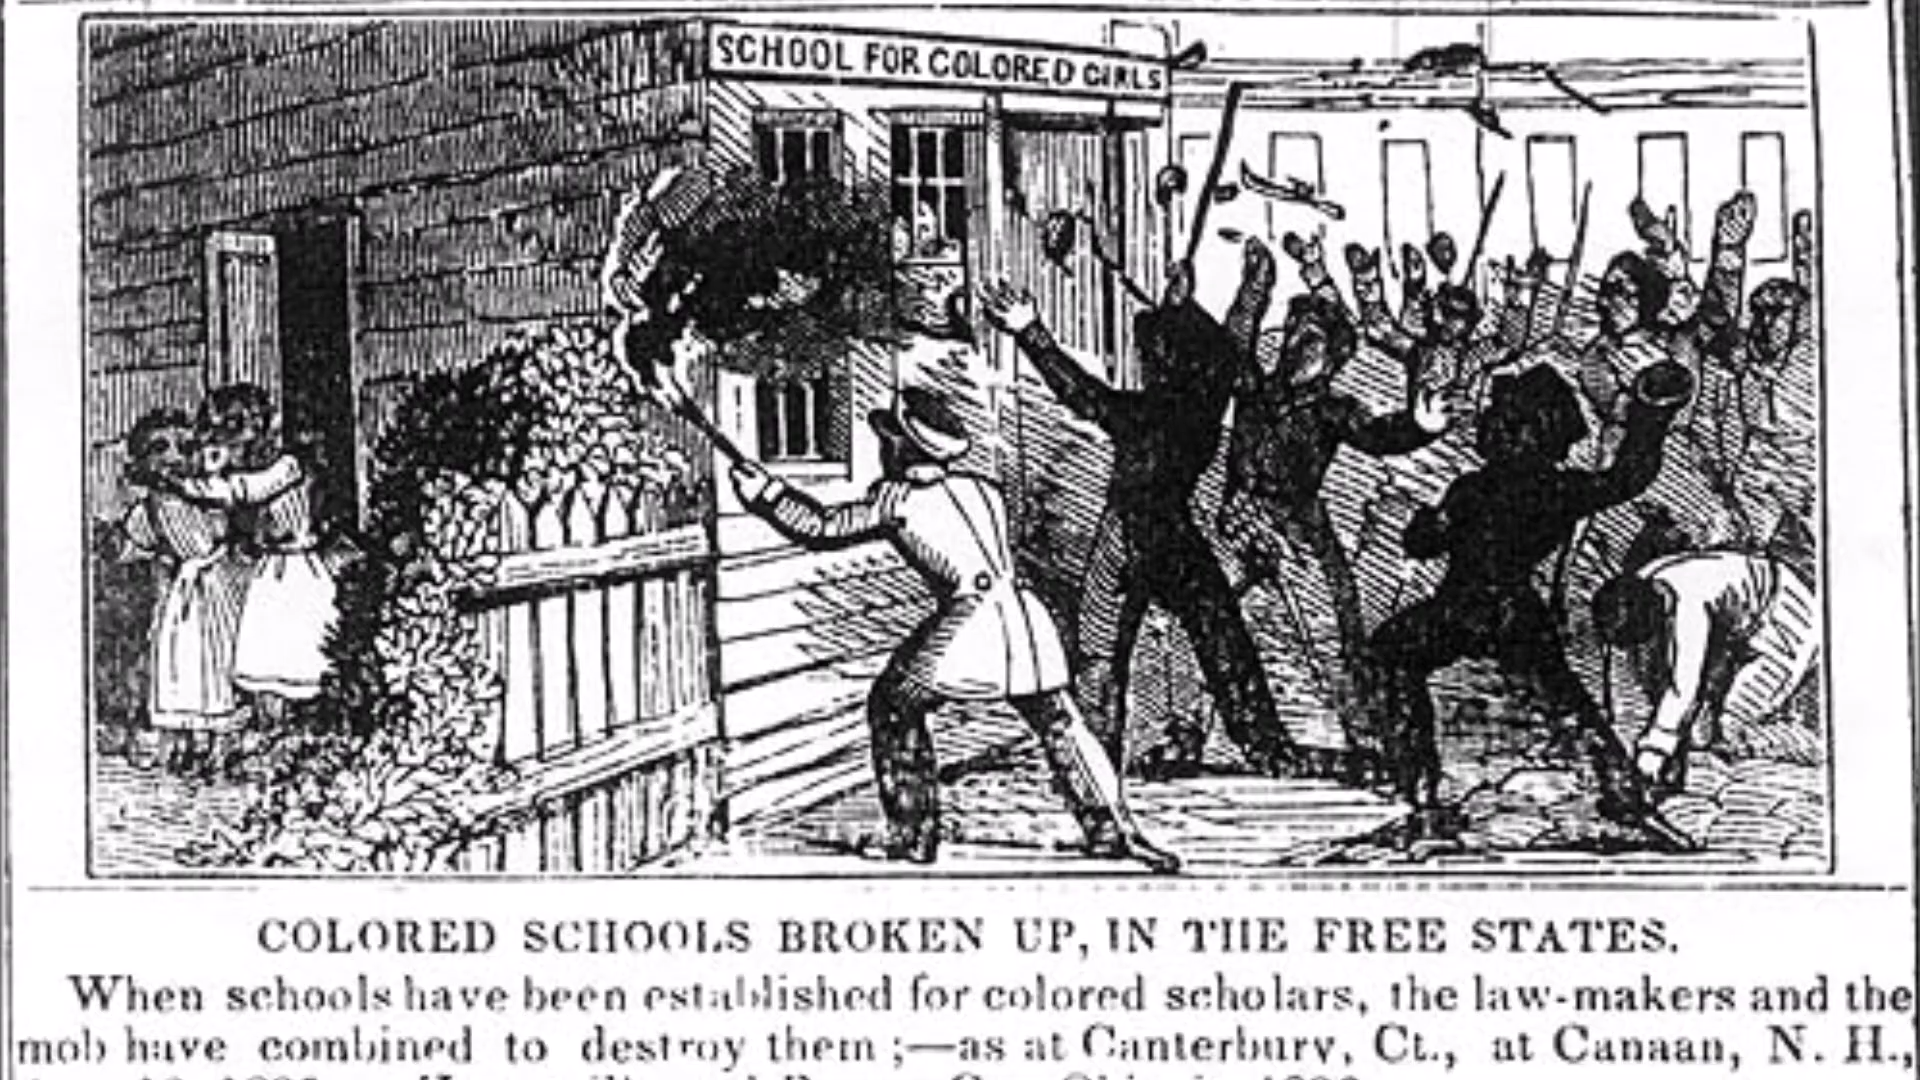 SCHOOL FOR COLORED GIRLS
COLORED SCHOOLS BROKEN UP, IN THE FREE STATES.
When schools have been established for colored scholars, the law-makers and the
mob have combined to destroy them;—as at Canterbury, Ct., at Canaan, N. H.,